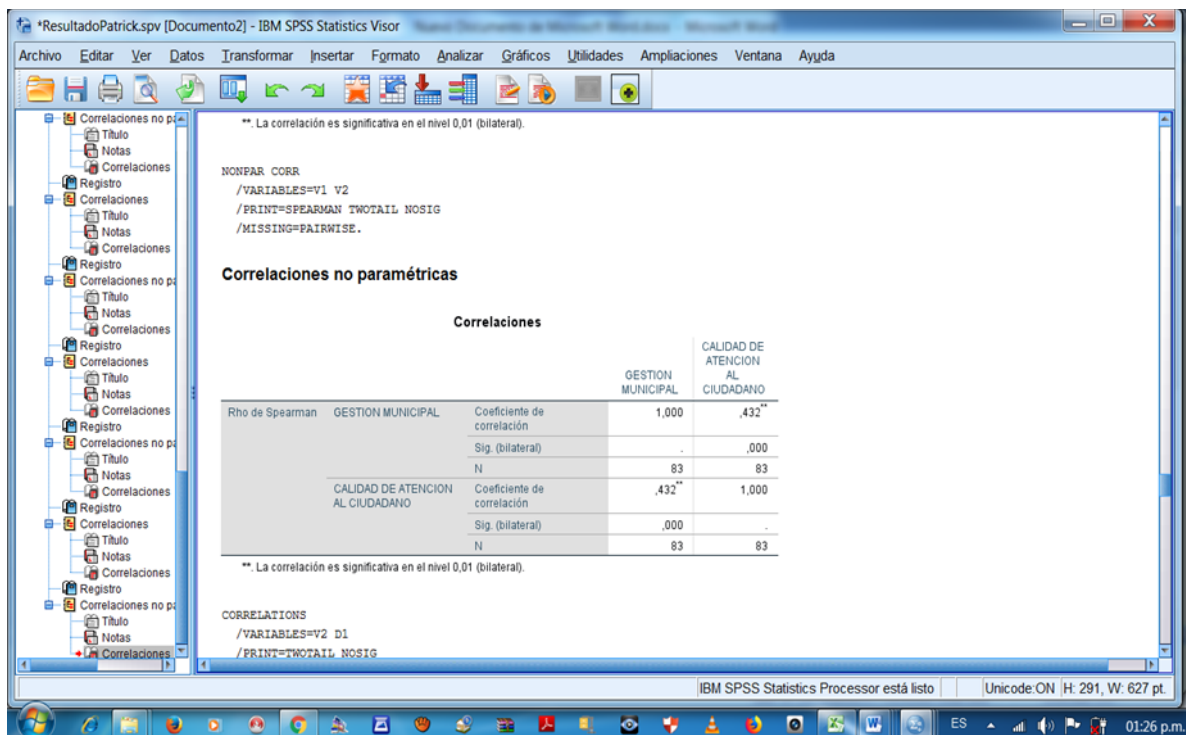 *ResultadoPatrick.spv [Documento2] - IBM SPSS Statistics Visor
Archivo Editar Ver Datos Transformar Insertar Formato Analizar Gráficos Utilidades Ampliaciones Ventana Ayuda
Correlaciones no pa
Título
Notas
Correlaciones
Registro
Correlaciones
Título
Notas
Correlaciones
Registro
Correlaciones no pa
Título
Notas
Correlaciones
Registro
Correlaciones
Título
Notas
Correlaciones
Registro
Correlaciones no pa
Título
Notas
Correlaciones
Registro
Correlaciones
Título
Notas
Correlaciones
Registro
Correlaciones no pa
Título
Notas
Correlaciones
**. La correlación es significativa en el nivel 0,01 (bilateral).
NONPAR CORR
/VARIABLES=V1 V2
/PRINT=SPEARMAN TWOTAIL NOSIG
/MISSING=PAIRWISE.
Correlaciones no paramétricas
Correlaciones
GESTION MUNICIPAL CALIDAD DE ATENCION AL CIUDADANO
Rho de Spearman GESTION MUNICIPAL Coeficiente de correlación 1,000 ,432**
Sig. (bilateral) . ,000
N 83 83
CALIDAD DE ATENCION AL CIUDADANO Coeficiente de correlación ,432** 1,000
Sig. (bilateral) ,000 .
N 83 83
**. La correlación es significativa en el nivel 0,01 (bilateral).
CORRELATIONS
/VARIABLES=V2 D1
/PRINT=TWOTAIL NOSIG
IBM SPSS Statistics Processor está listo Unicode:ON H: 291, W: 627 pt.
ES 01:26 p.m.